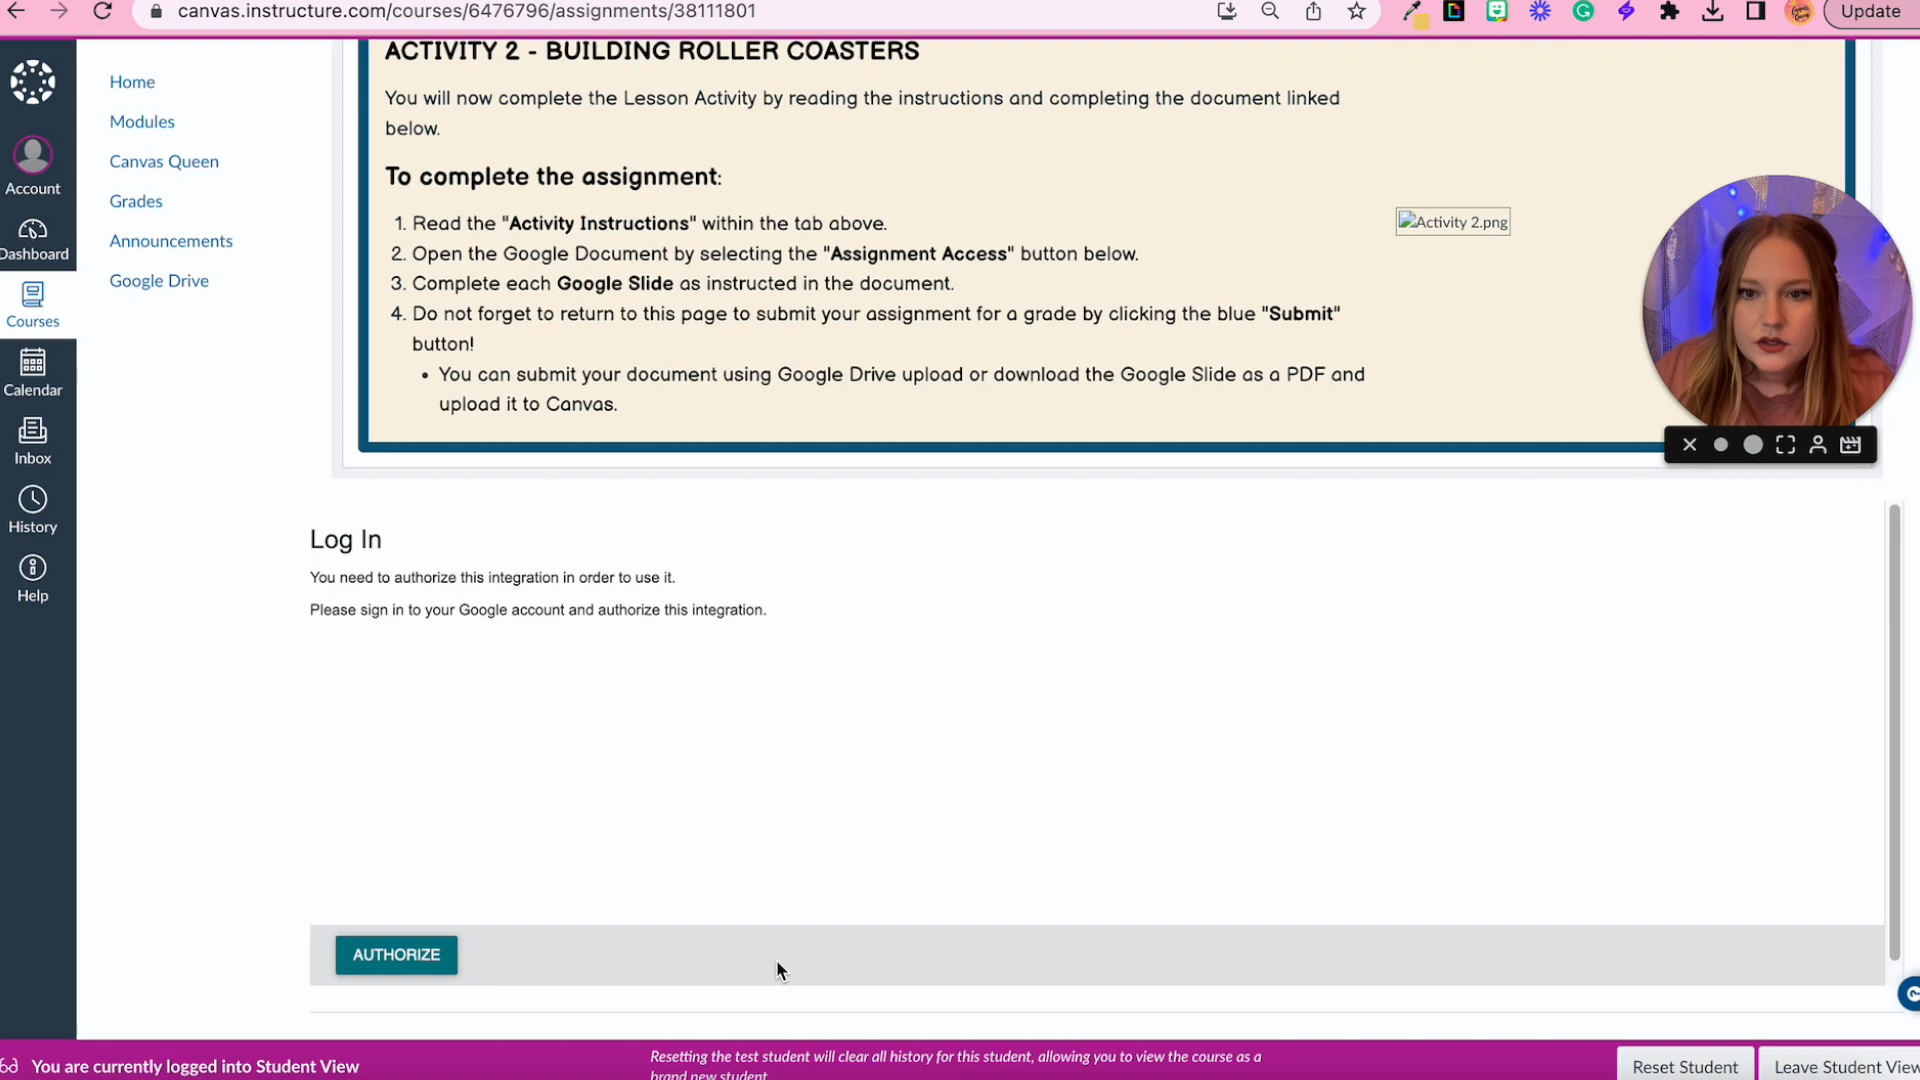 canvas.instructure.com/courses/6476796/assignments/38111801
Update
Account
Dashboard
Courses
Calendar
Inbox
History
Help
Home
Modules
Canvas Queen
Grades
Announcements
Google Drive
ACTIVITY 2 - BUILDING ROLLER COASTERS
You will now complete the Lesson Activity by reading the instructions and completing the document linked
below.
To complete the assignment:
1. Read the "Activity Instructions" within the tab above.
2. Open the Google Document by selecting the "Assignment Access" button below.
3. Complete each Google Slide as instructed in the document.
4. Do not forget to return to this page to submit your assignment for a grade by clicking the blue "Submit"
button!
• You can submit your document using Google Drive upload or download the Google Slide as a PDF and
upload it to Canvas.
Activity 2.png
Log In
You need to authorize this integration in order to use it.
Please sign in to your Google account and authorize this integration.
AUTHORIZE
You are currently logged into Student View
Resetting the test student will clear all history for this student, allowing you to view the course as a
brand new student.
Reset Student
Leave Student View